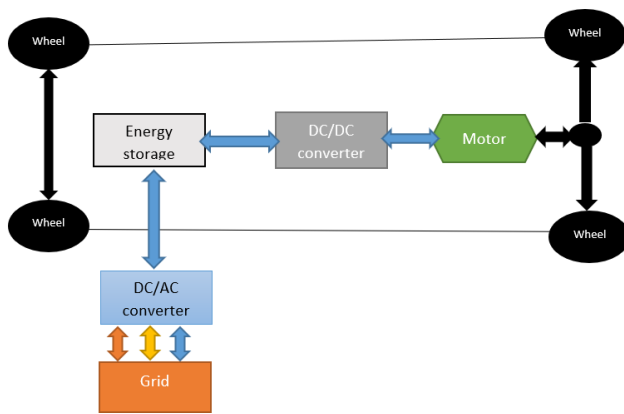 Wheel
Wheel
Energy
storage
DC/DC
converter
Motor
Wheel
Wheel
DC/AC
converter
Grid